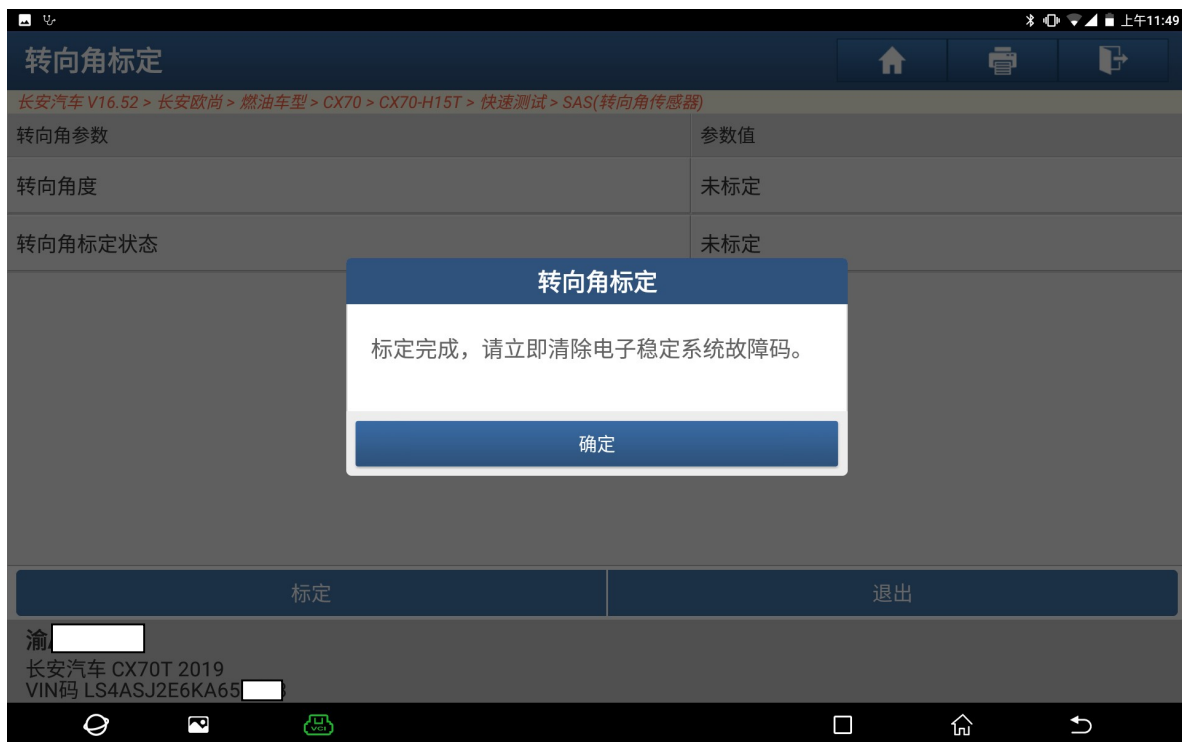 上午11:49
转向角标定
长安汽车 V16.52 > 长安欧尚 > 燃油车型 > CX70 > CX70-H15T > 快速测试 > SAS(转向角传感器)
转向角参数 参数值
转向角度 未标定
转向角标定状态 未标定
转向角标定
标定完成，请立即清除电子稳定系统故障码。
确定
标定 退出
渝
长安汽车 CX70T 2019
VIN码 LS4ASJ2E6KA65
VCI